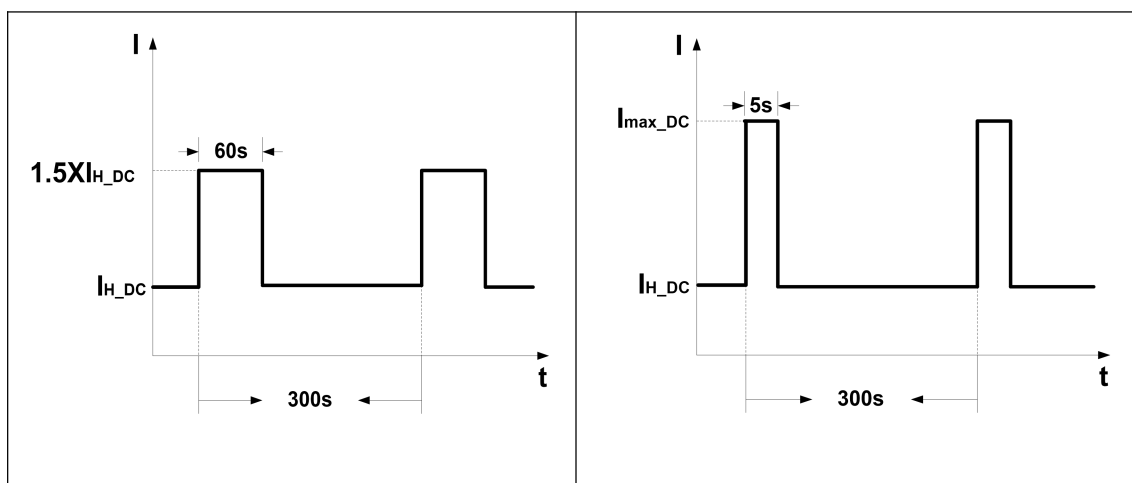 I
60s
1.5XIH_DC
IH_DC
t
300s
I
5s
Imax_DC
IH_DC
t
300s